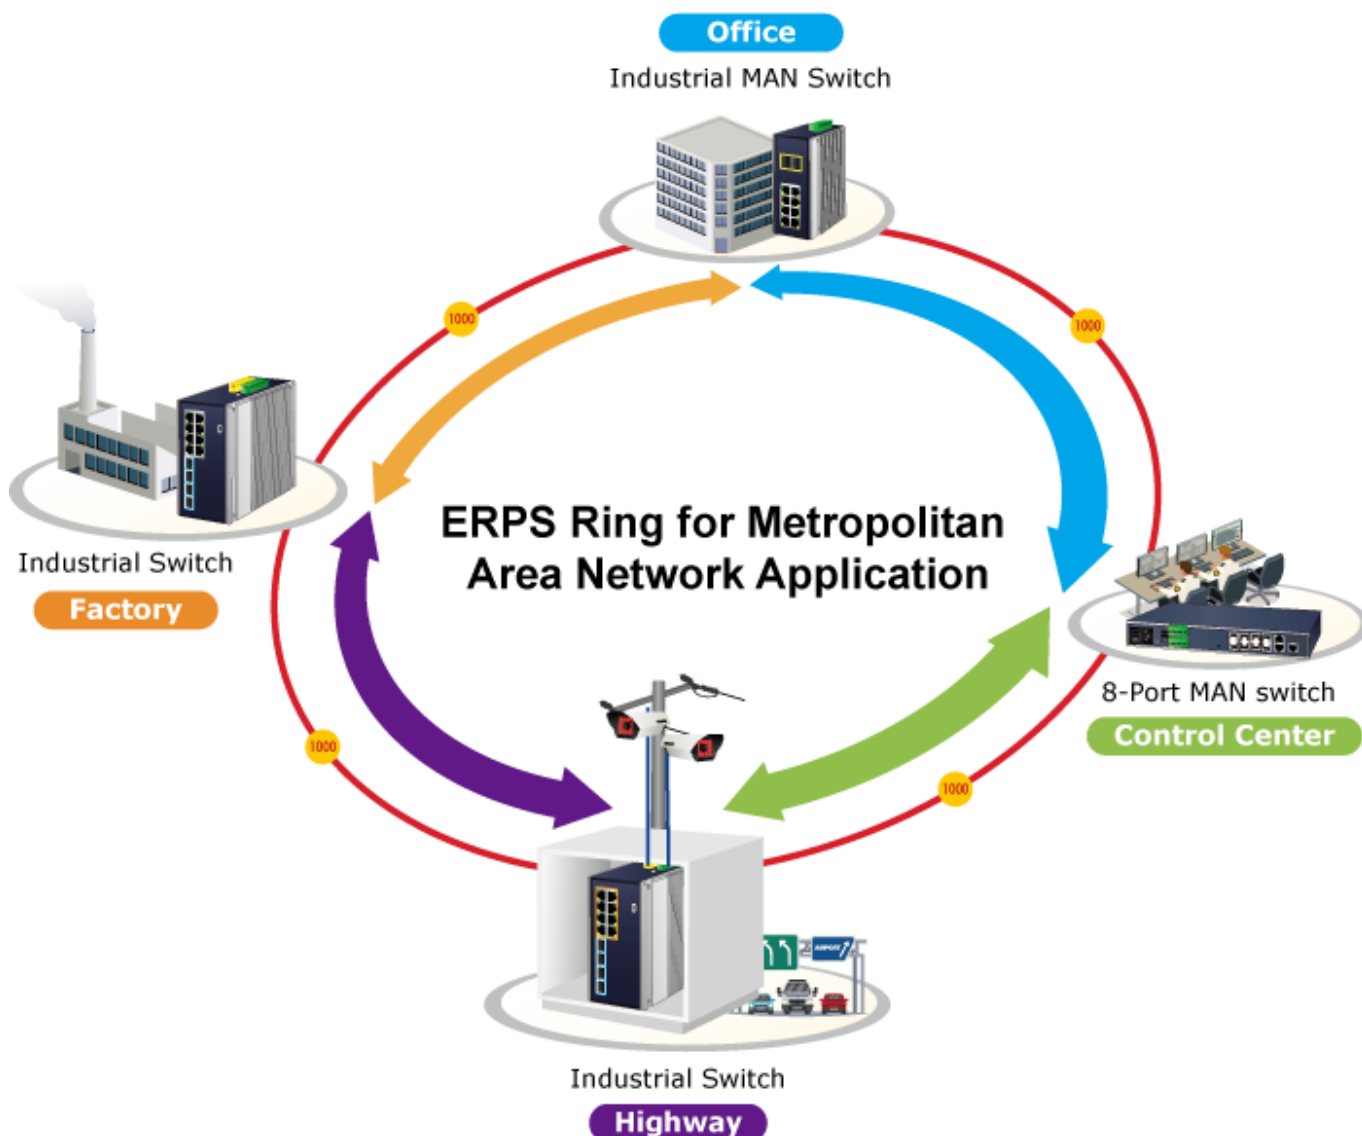 Office
Industrial MAN Switch
1000
1000
ERPS Ring for Metropolitan
Area Network Application
Industrial Switch
Factory
8-Port MAN switch
Control Center
1000
1000
AIRPORT
Industrial Switch
Highway